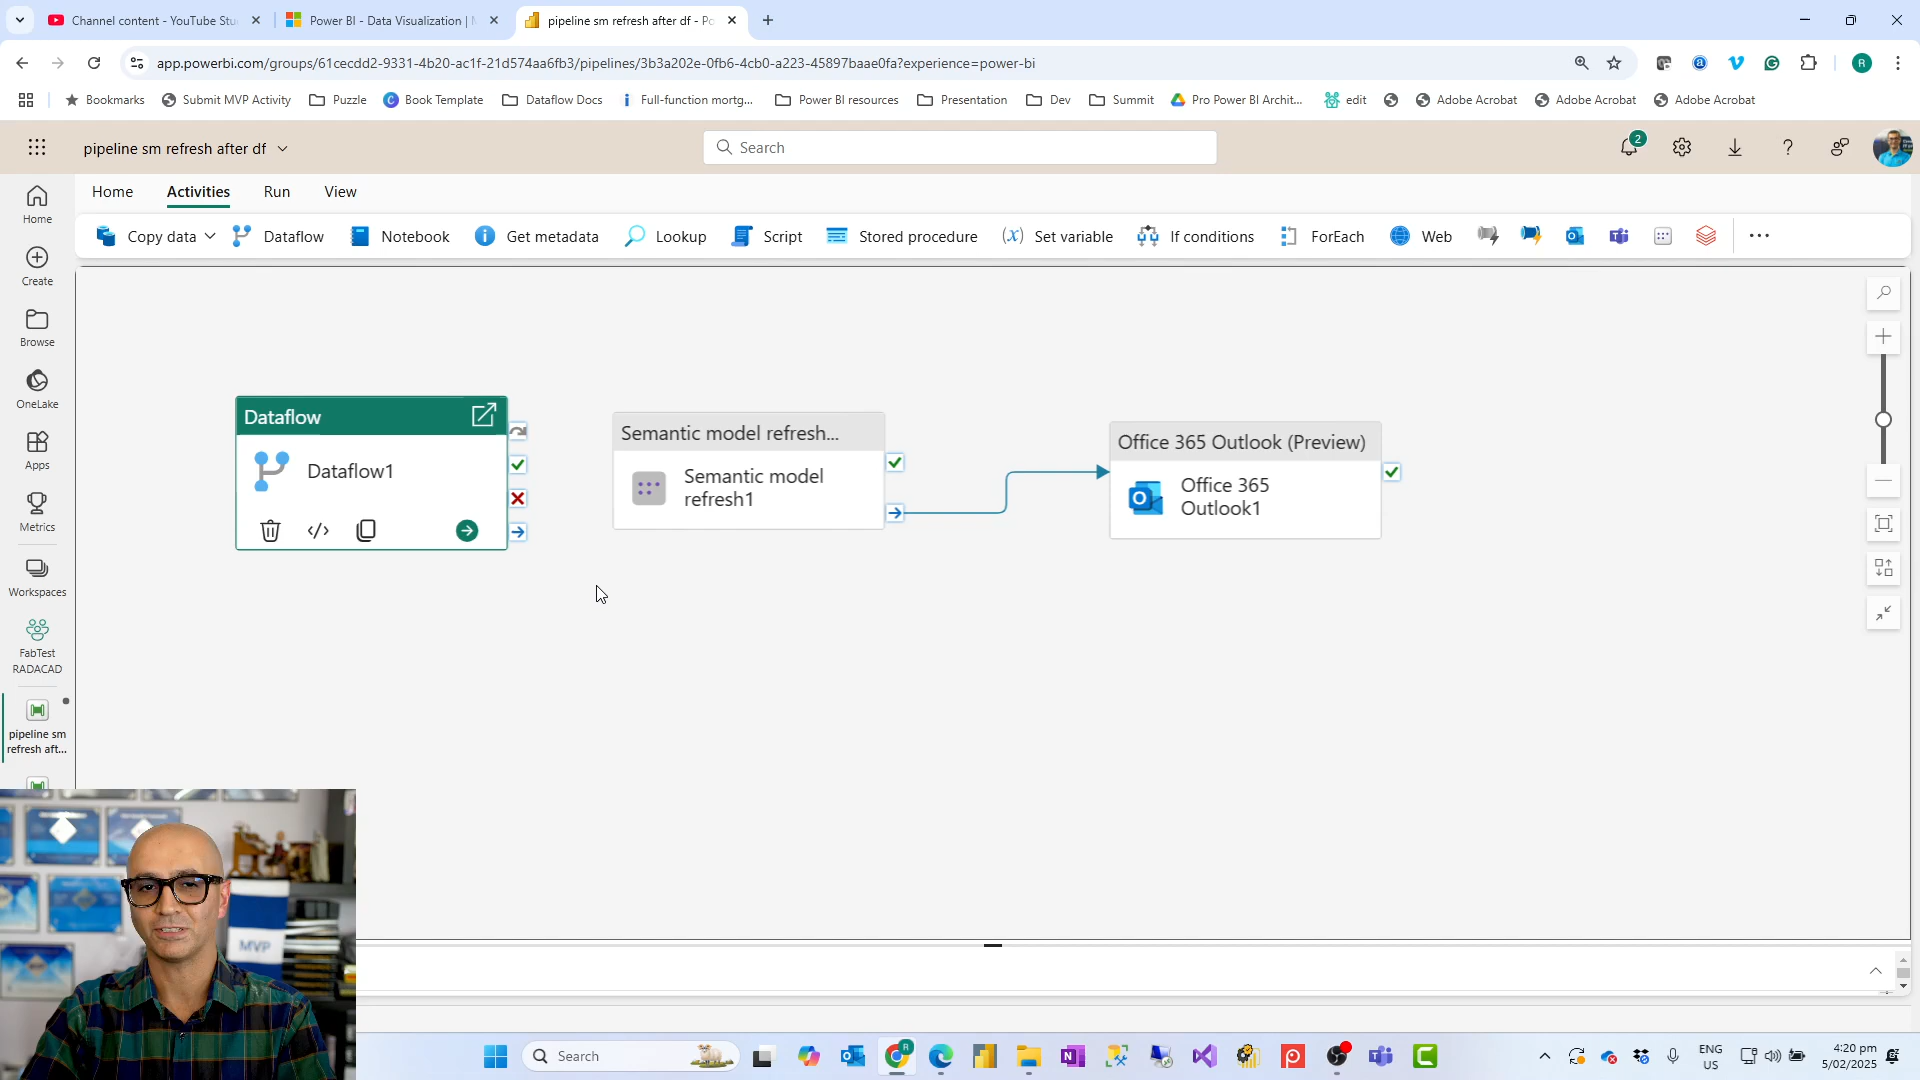 Channel content - YouTube Stu
Power BI - Data Visualization | M
pipeline sm refresh after df - Po
app.powerbi.com/groups/61cecdd2-9331-4b20-ac1f-21d574aa6fb3/pipelines/3b3a202e-0fb6-4cb0-a223-45897baae0fa?experience=power-bi
R
Bookmarks
Submit MVP Activity
Puzzle
Book Template
Dataflow Docs
Full-function mortg...
Power BI resources
Presentation
Dev
Summit
Pro Power BI Archit...
edit
Adobe Acrobat
Adobe Acrobat
Adobe Acrobat
pipeline sm refresh after df
Search
2
Home
Activities
Run
View
Copy data
Dataflow
Notebook
Get metadata
Lookup
Script
Stored procedure
(x) Set variable
If conditions
ForEach
Web
Home
Create
Browse
OneLake
Apps
Metrics
Workspaces
FabTest
RADACAD
pipeline sm
refresh aft...
Dataflow
Dataflow1
Semantic model refresh...
Semantic model
refresh1
Office 365 Outlook (Preview)
Office 365
Outlook1
MVP
Search
ENG
US
4:20 pm
5/02/2025